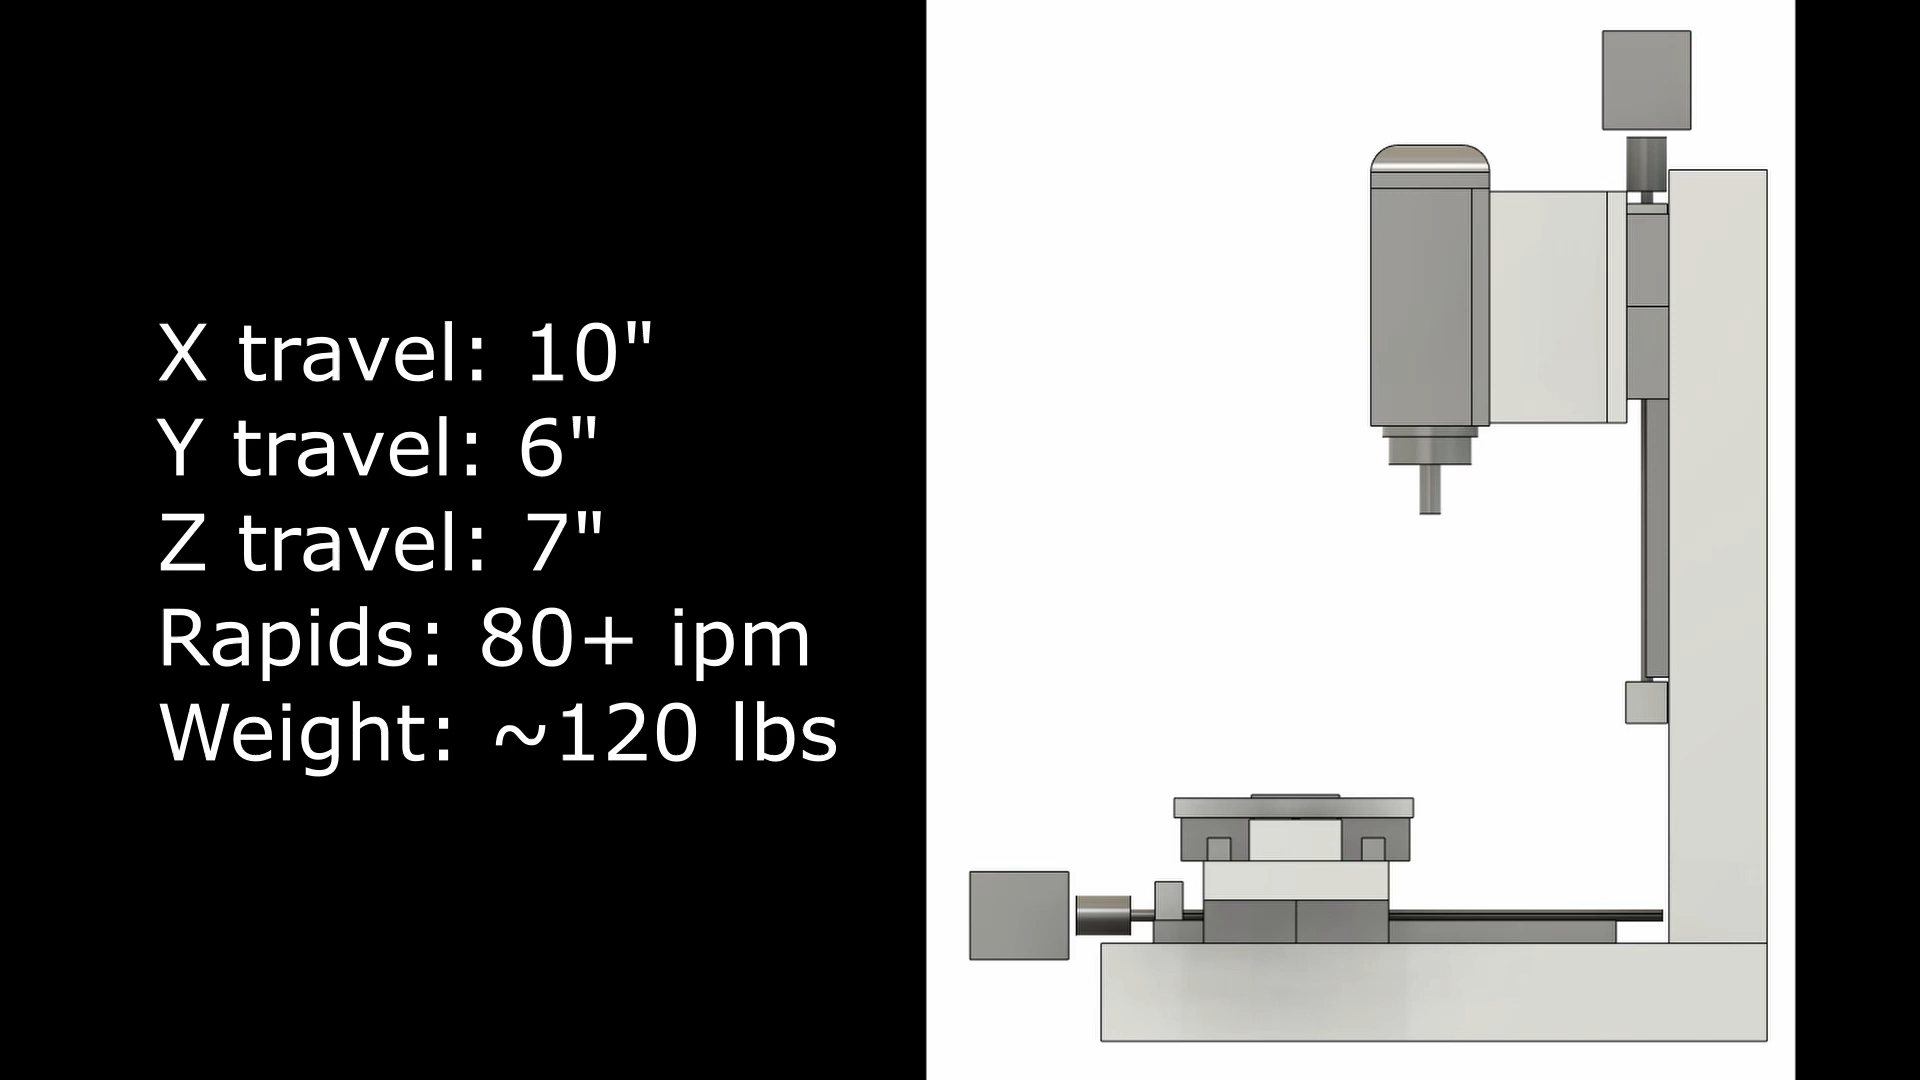 X travel: 10"
Y travel: 6"
Z travel: 7"
Rapids: 80+ ipm
Weight: ~120 lbs